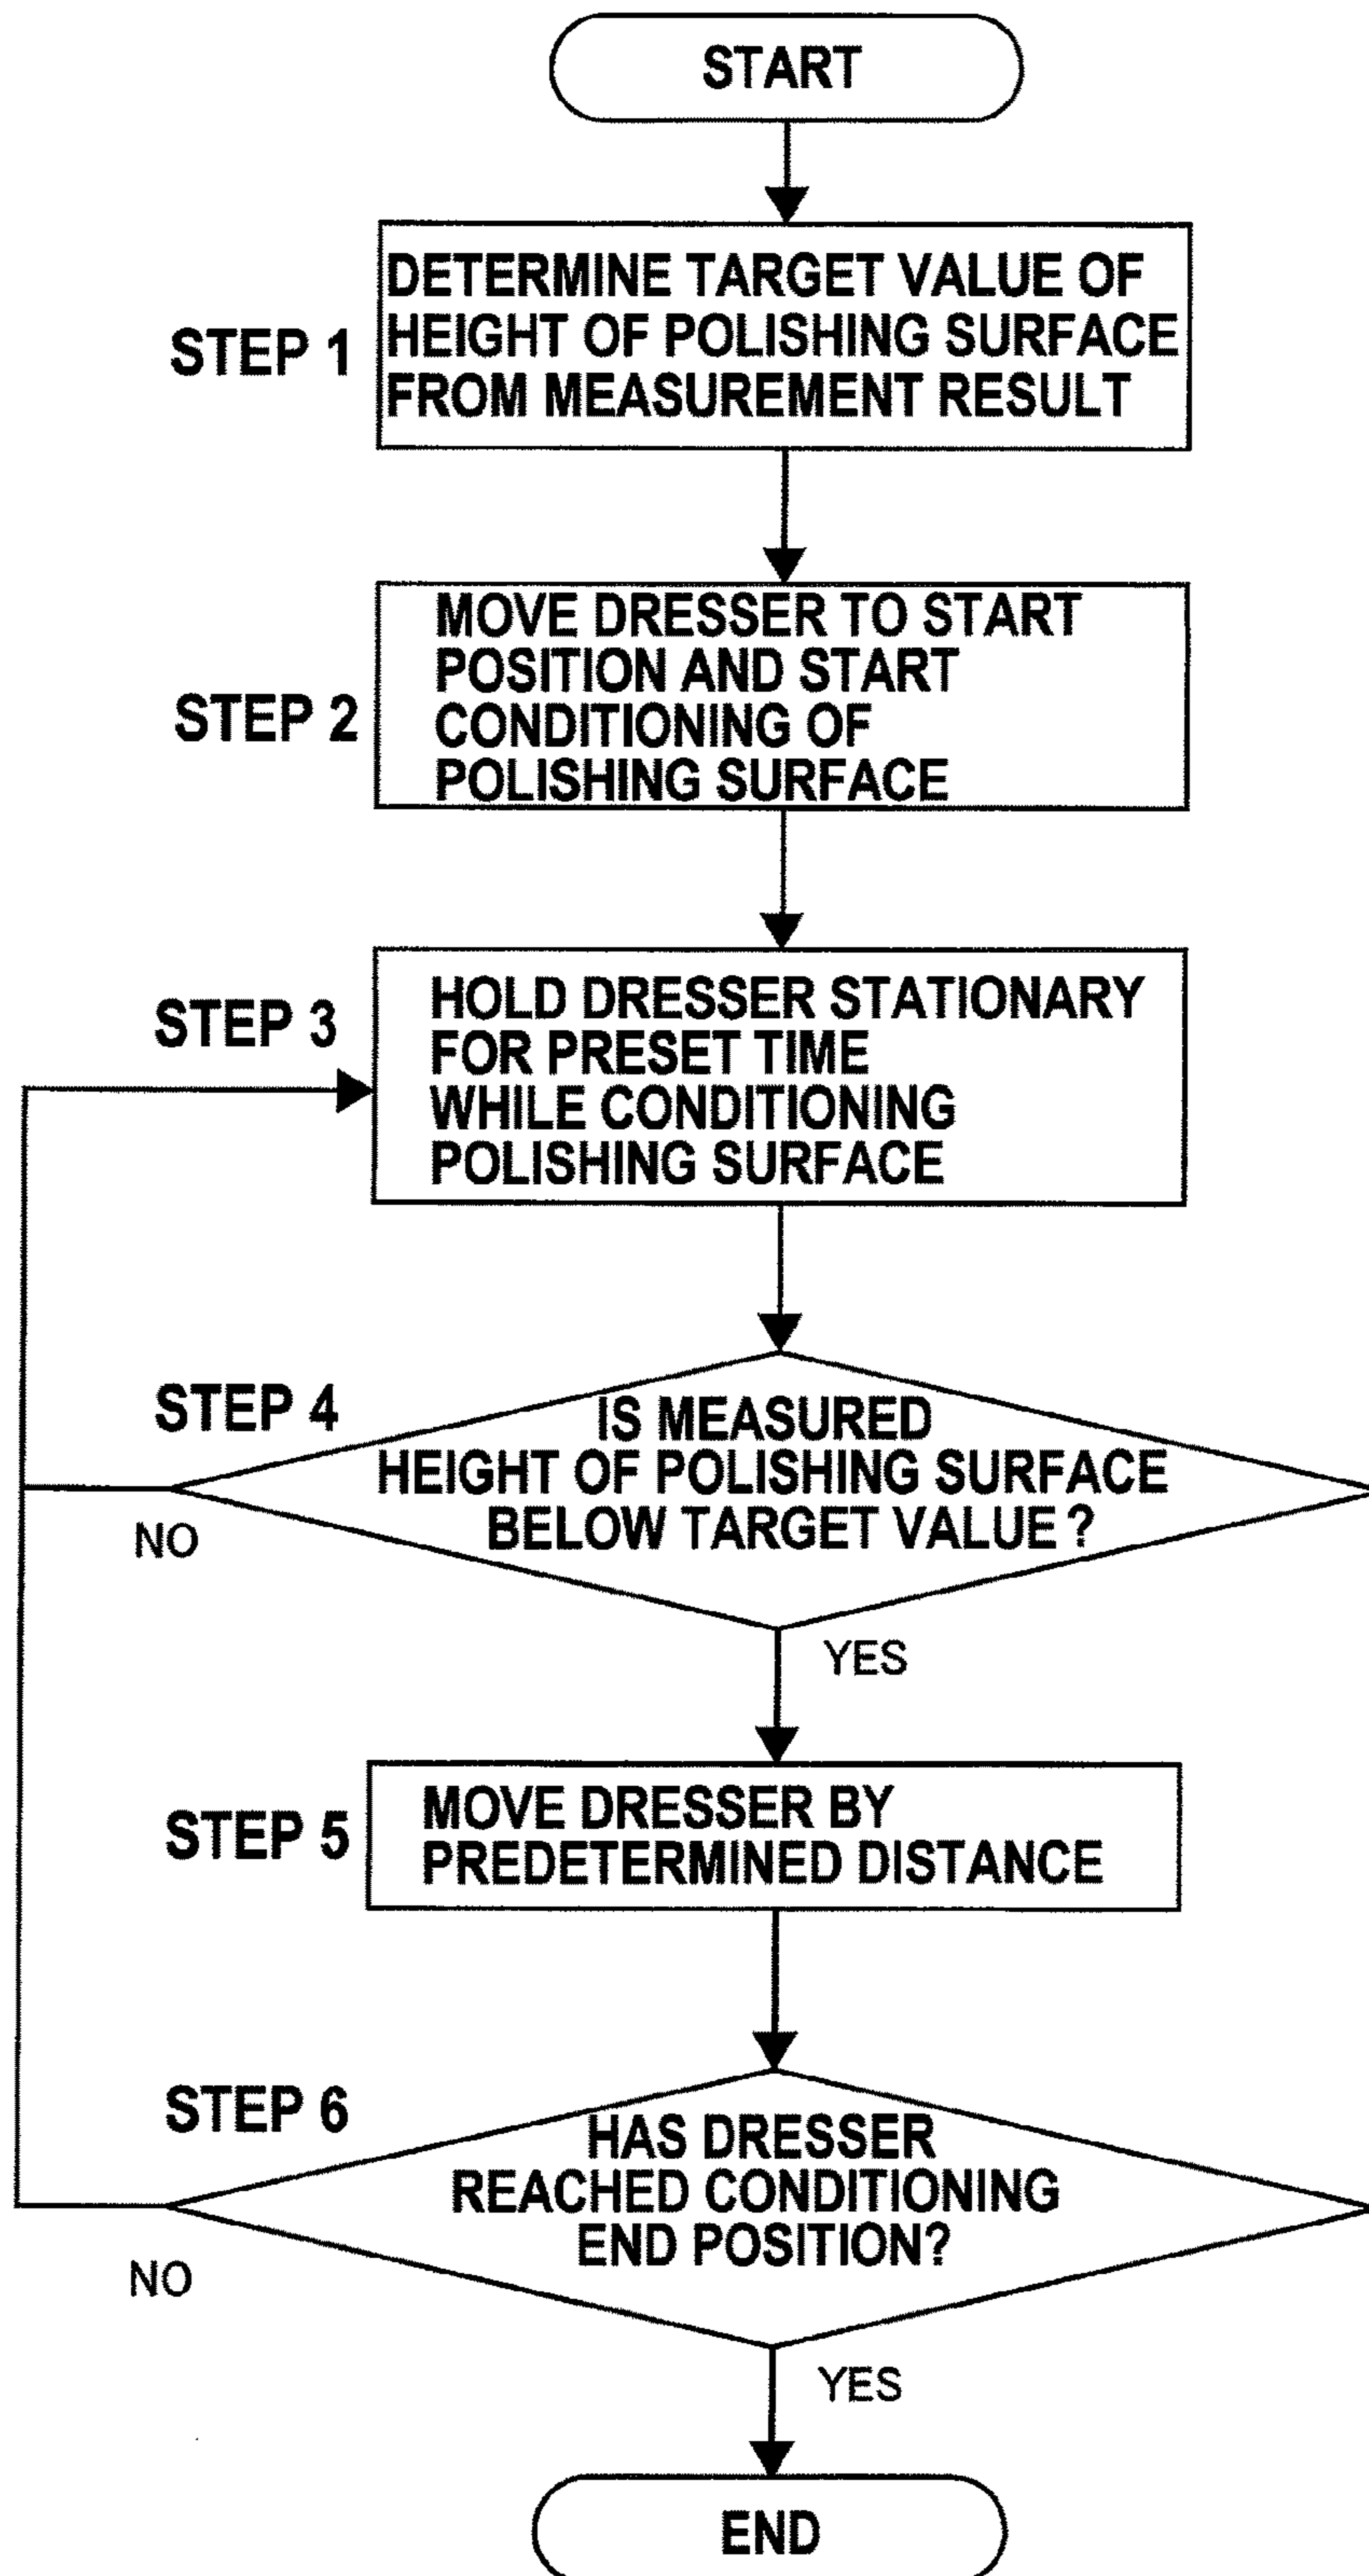 START
STEP 1
DETERMINE TARGET VALUE OF
HEIGHT OF POLISHING SURFACE
FROM MEASUREMENT RESULT
STEP 2
MOVE DRESSER TO START
POSITION AND START
CONDITIONING OF
POLISHING SURFACE
STEP 3
HOLD DRESSER STATIONARY
FOR PRESET TIME
WHILE CONDITIONING
POLISHING SURFACE
STEP 4
IS MEASURED
HEIGHT OF POLISHING SURFACE
BELOW TARGET VALUE?
NO
YES
STEP 5
MOVE DRESSER BY
PREDETERMINED DISTANCE
STEP 6
HAS DRESSER
REACHED CONDITIONING
END POSITION?
NO
YES
END